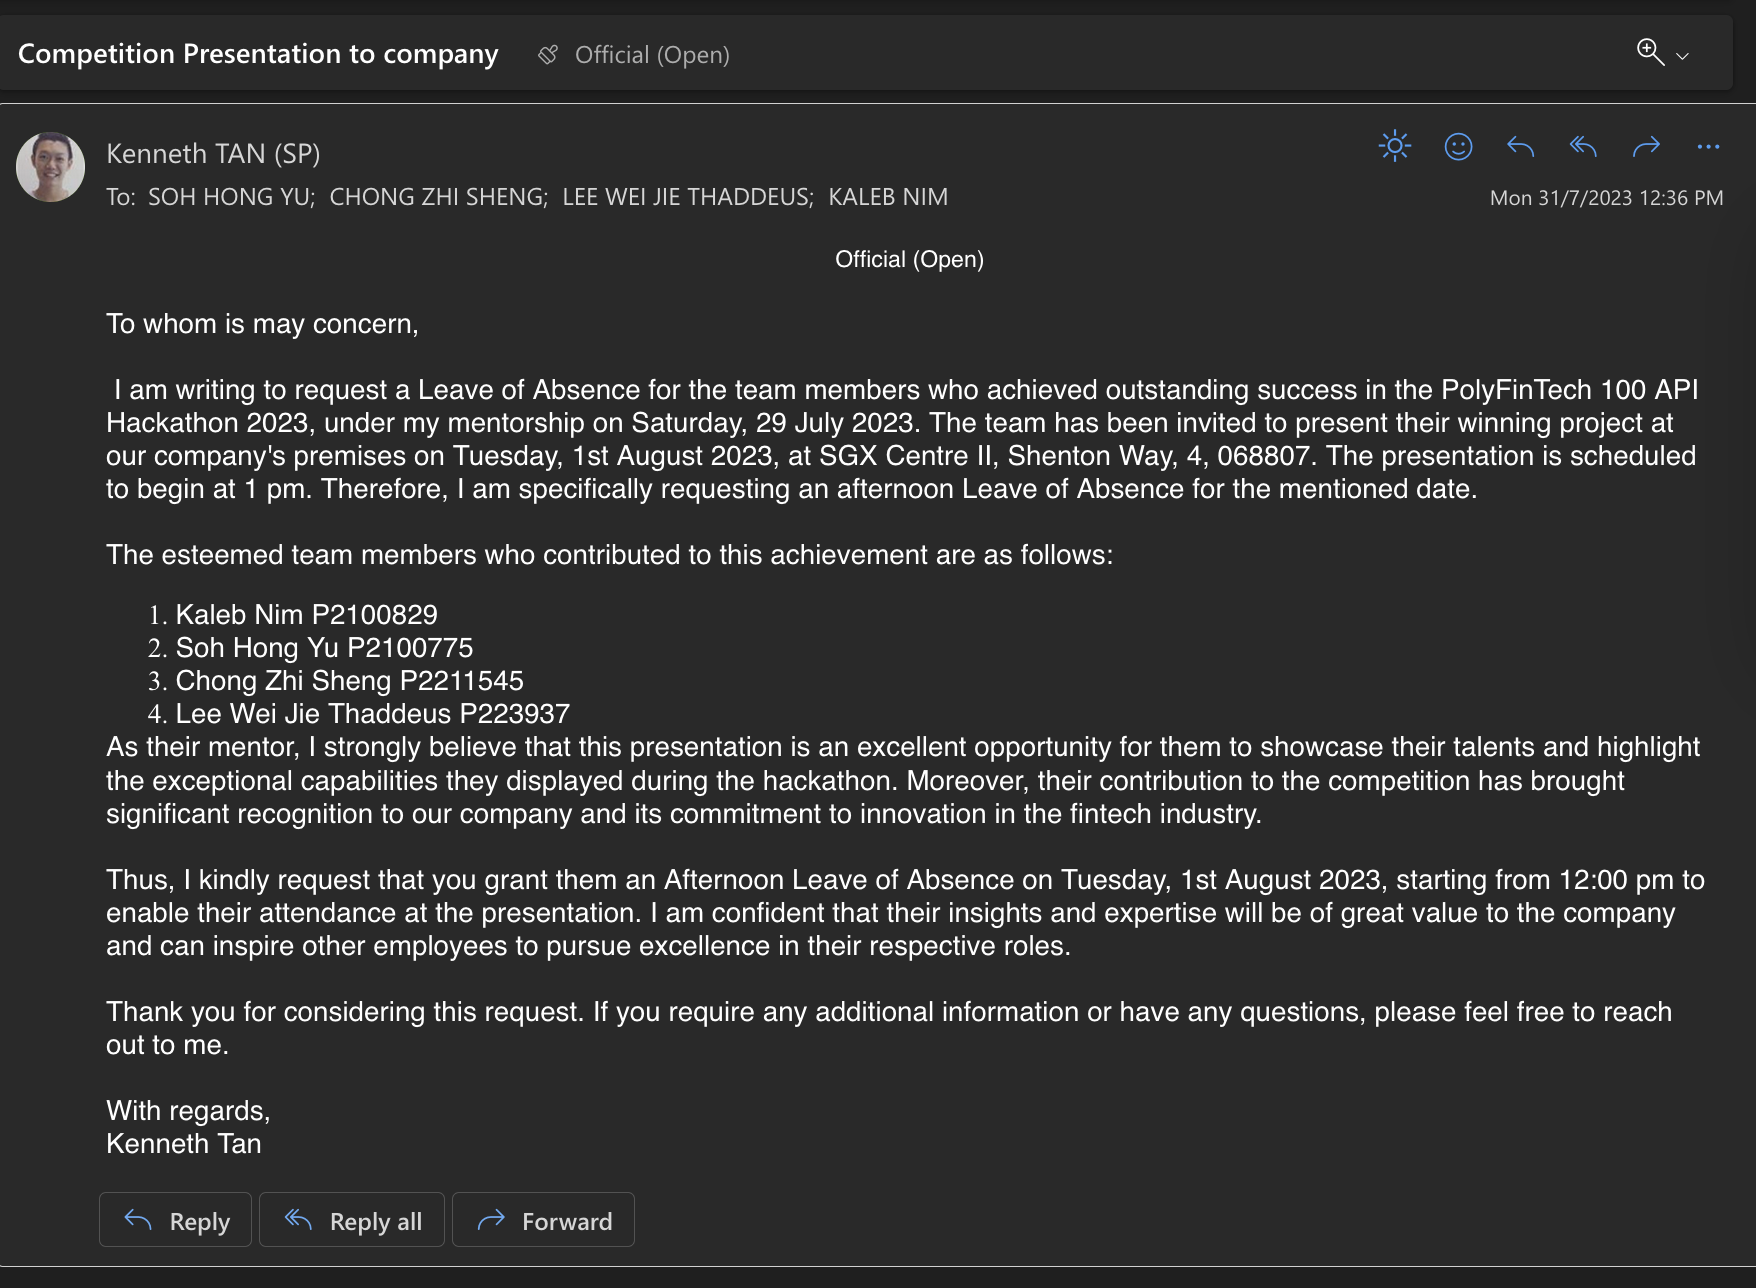 Competition Presentation to company Official (Open)
Kenneth TAN (SP)
To: SOH HONG YU; CHONG ZHI SHENG; LEE WEI JIE THADDEUS; KALEB NIM
Mon 31/7/2023 12:36 PM
Official (Open)
To whom is may concern,
I am writing to request a Leave of Absence for the team members who achieved outstanding success in the PolyFinTech 100 API
Hackathon 2023, under my mentorship on Saturday, 29 July 2023. The team has been invited to present their winning project at
our company's premises on Tuesday, 1st August 2023, at SGX Centre II, Shenton Way, 4, 068807. The presentation is scheduled
to begin at 1 pm. Therefore, I am specifically requesting an afternoon Leave of Absence for the mentioned date.
The esteemed team members who contributed to this achievement are as follows:
1. Kaleb Nim P2100829
2. Soh Hong Yu P2100775
3. Chong Zhi Sheng P2211545
4. Lee Wei Jie Thaddeus P223937
As their mentor, I strongly believe that this presentation is an excellent opportunity for them to showcase their talents and highlight
the exceptional capabilities they displayed during the hackathon. Moreover, their contribution to the competition has brought
significant recognition to our company and its commitment to innovation in the fintech industry.
Thus, I kindly request that you grant them an Afternoon Leave of Absence on Tuesday, 1st August 2023, starting from 12:00 pm to
enable their attendance at the presentation. I am confident that their insights and expertise will be of great value to the company
and can inspire other employees to pursue excellence in their respective roles.
Thank you for considering this request. If you require any additional information or have any questions, please feel free to reach
out to me.
With regards,
Kenneth Tan
Reply Reply all Forward